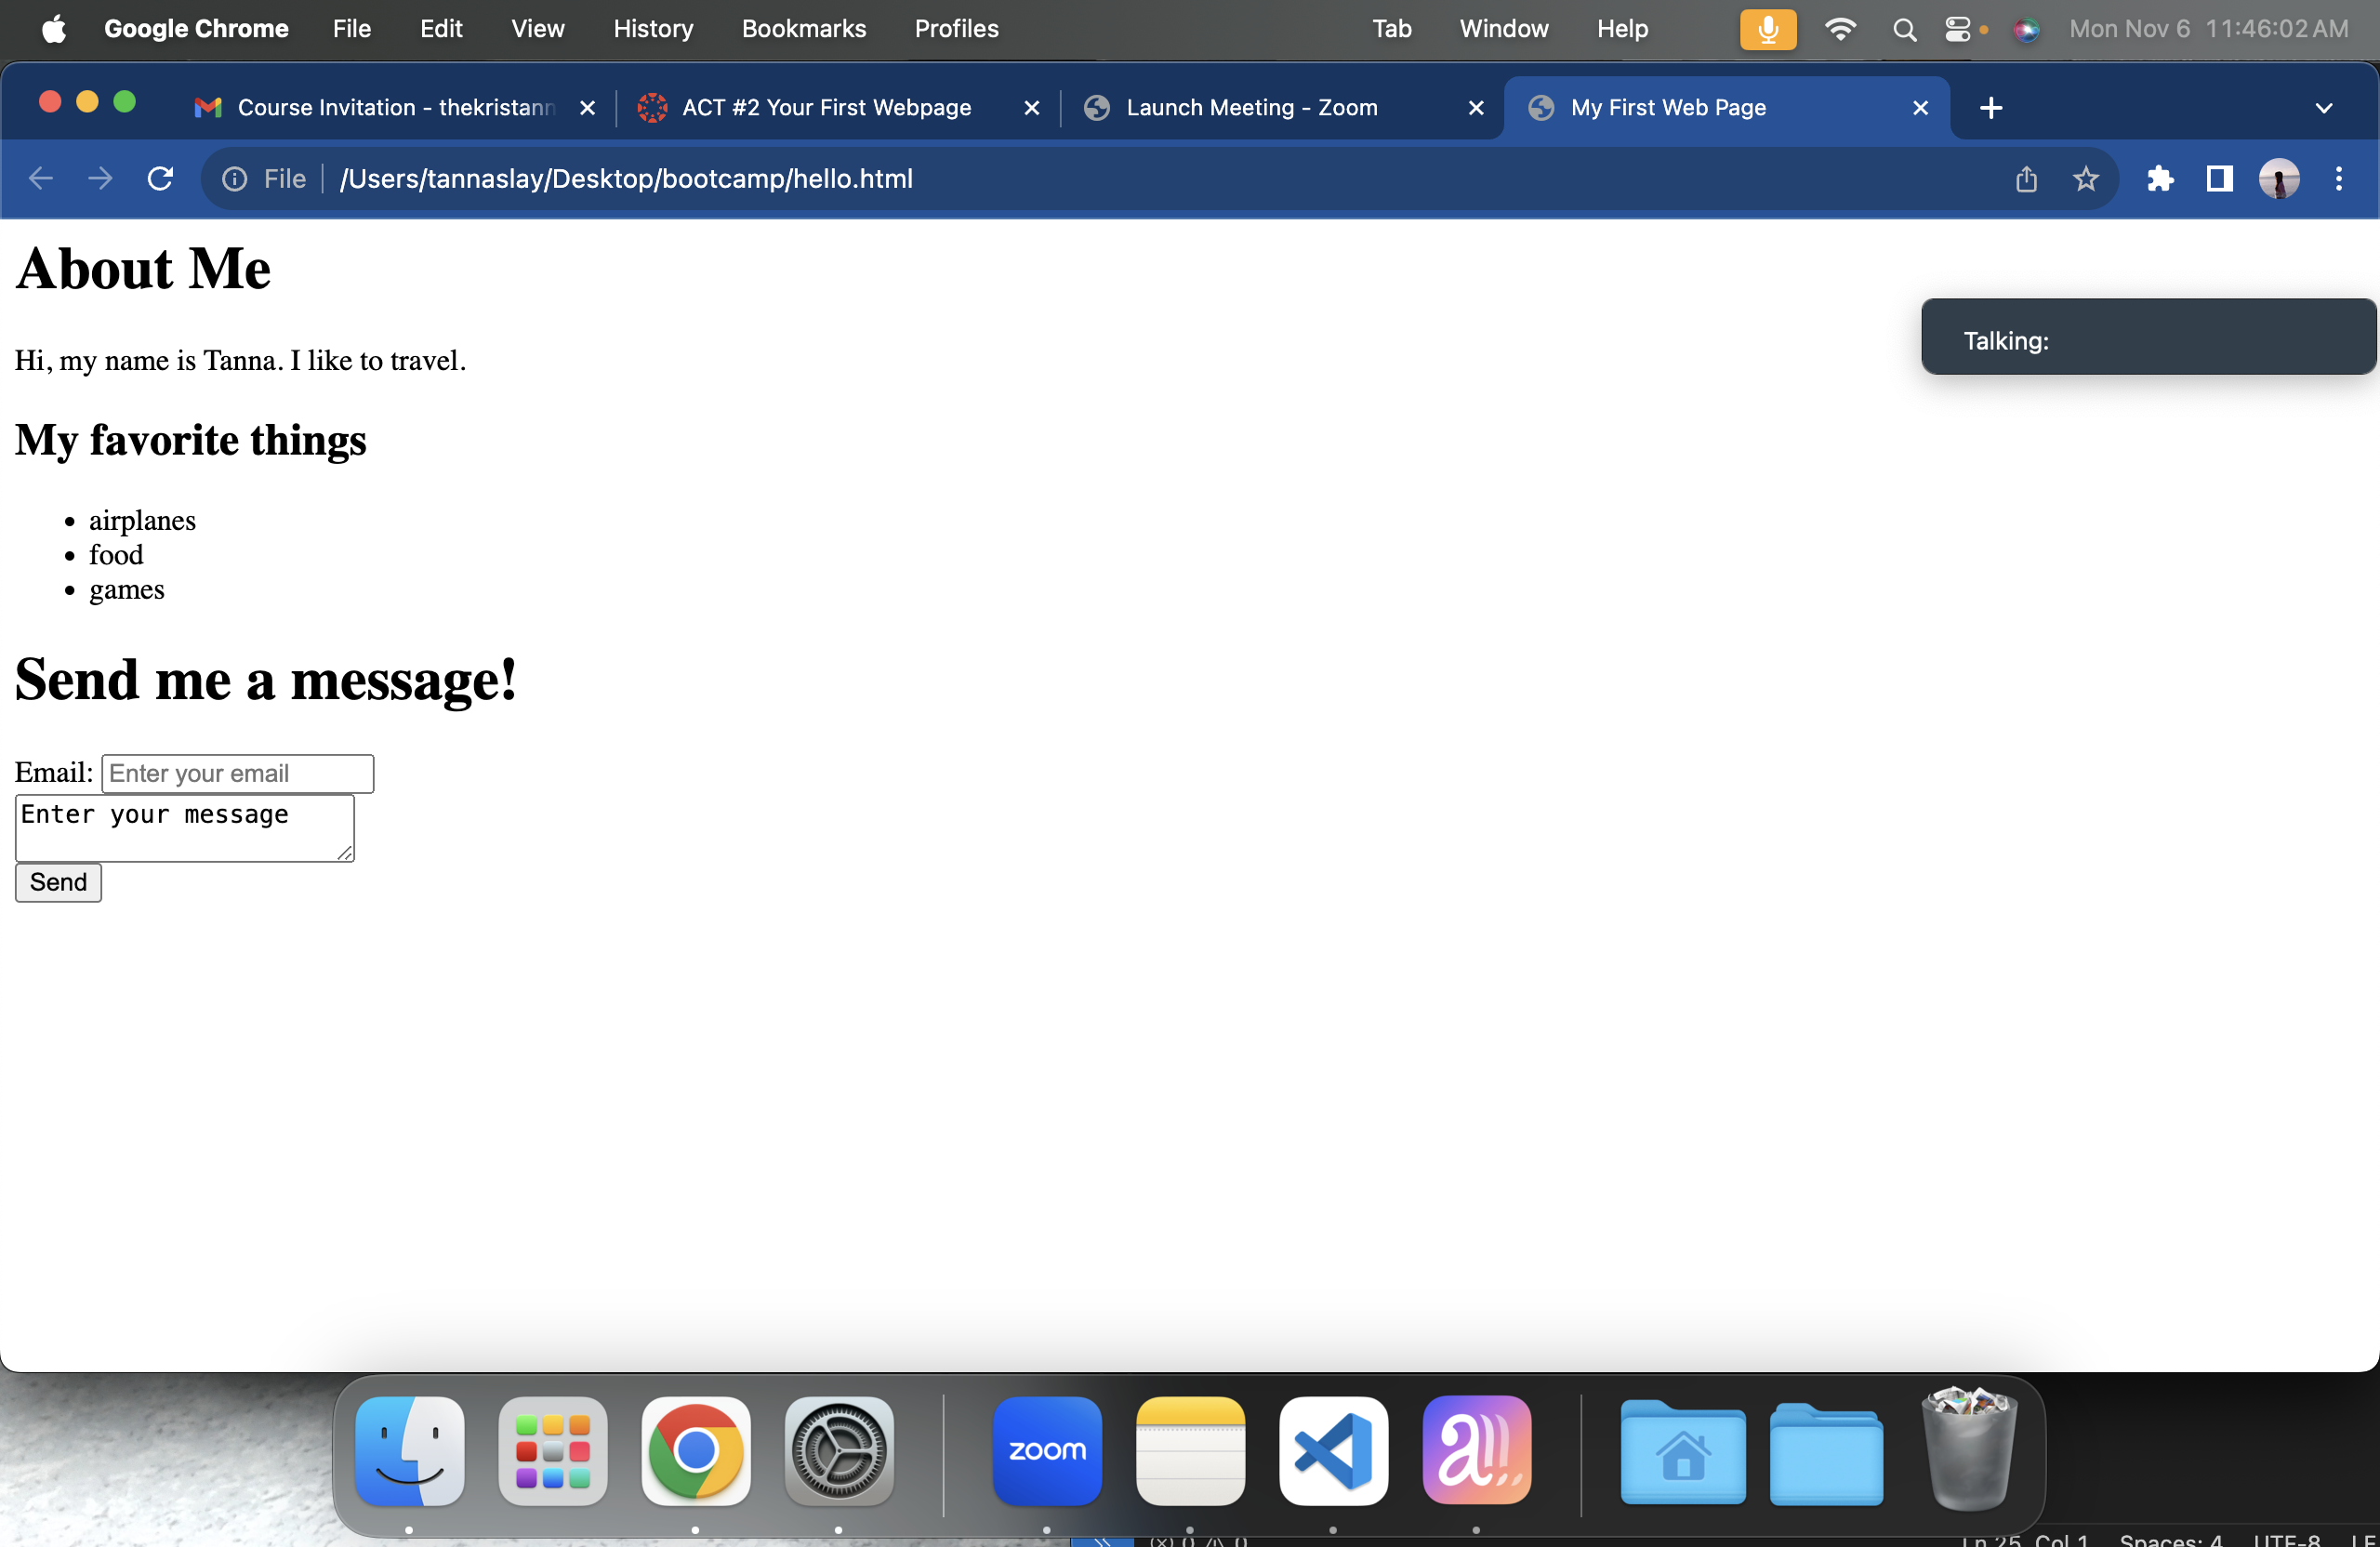 Google Chrome File Edit View History Bookmarks Profiles Tab Window Help Mon Nov 6 11:46:02 AM
Course Invitation - thekristann ACT #2 Your First Webpage Launch Meeting - Zoom My First Web Page
File /Users/tannaslay/Desktop/bootcamp/hello.html
About Me
Talking:
Hi, my name is Tanna. I like to travel.
My favorite things
airplanes
food
games
Send me a message!
Email: Enter your email
Enter your message
Send
zoom
Ln 25, Col 1 Spaces: 4 UTF-8 LF